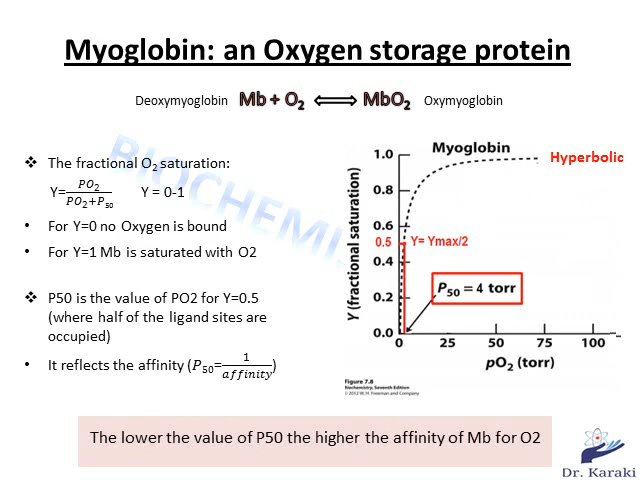 Myoglobin: an Oxygen storage protein
Deoxymyoglobin Mb + O₂ ⟺ MbO₂ Oxymyoglobin
BIOCHEMIS
❖ The fractional O₂ saturation:
Y=PO₂/(PO₂+P₅₀) Y = 0-1
• For Y=0 no Oxygen is bound
• For Y=1 Mb is saturated with O2
❖ P50 is the value of PO2 for Y=0.5
(where half of the ligand sites are
occupied)
• It reflects the affinity (P₅₀=1/affinity)
Myoglobin
Hyperbolic
Y (fractional saturation)
1.0
0.8
0.6
0.5 Y= Ymax/2
0.4
0.2
0.0
P₅₀ = 4 torr
0 25 50 75 100
pO₂ (torr)
Figure 7.8
Biochemistry, Seventh Edition
© 2012 W. H. Freeman and Company
The lower the value of P50 the higher the affinity of Mb for O2
Dr. Karaki